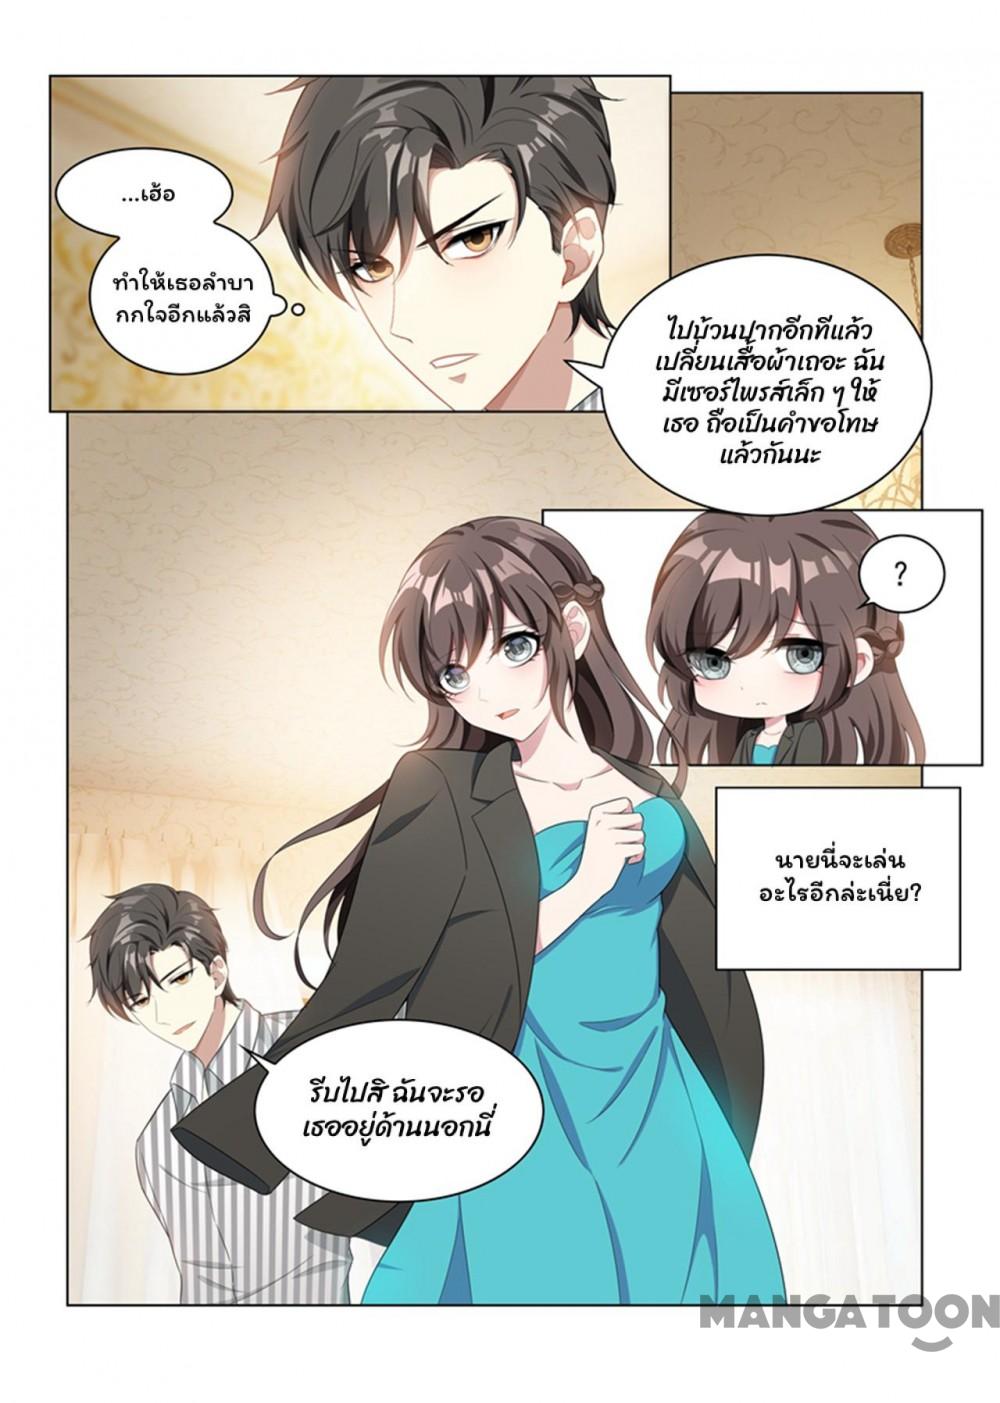 ...เฮ้อ
ทำให้เธอลำบา
กกใจอีกแล้วสิ
ไปบ้วนปากอีกทีแล้ว
เปลี่ยนเสื้อผ้าเถอะ ฉัน
มีเซอร์ไพรส์เล็ก ๆ ให้
เธอ ถือเป็นคำขอโทษ
แล้วกันนะ
?
นายนี่จะเล่น
อะไรอีกล่ะเนี่ย?
รีบไปสิ ฉันจะรอ
เธออยู่ด้านนอกนี่
MANGATOON